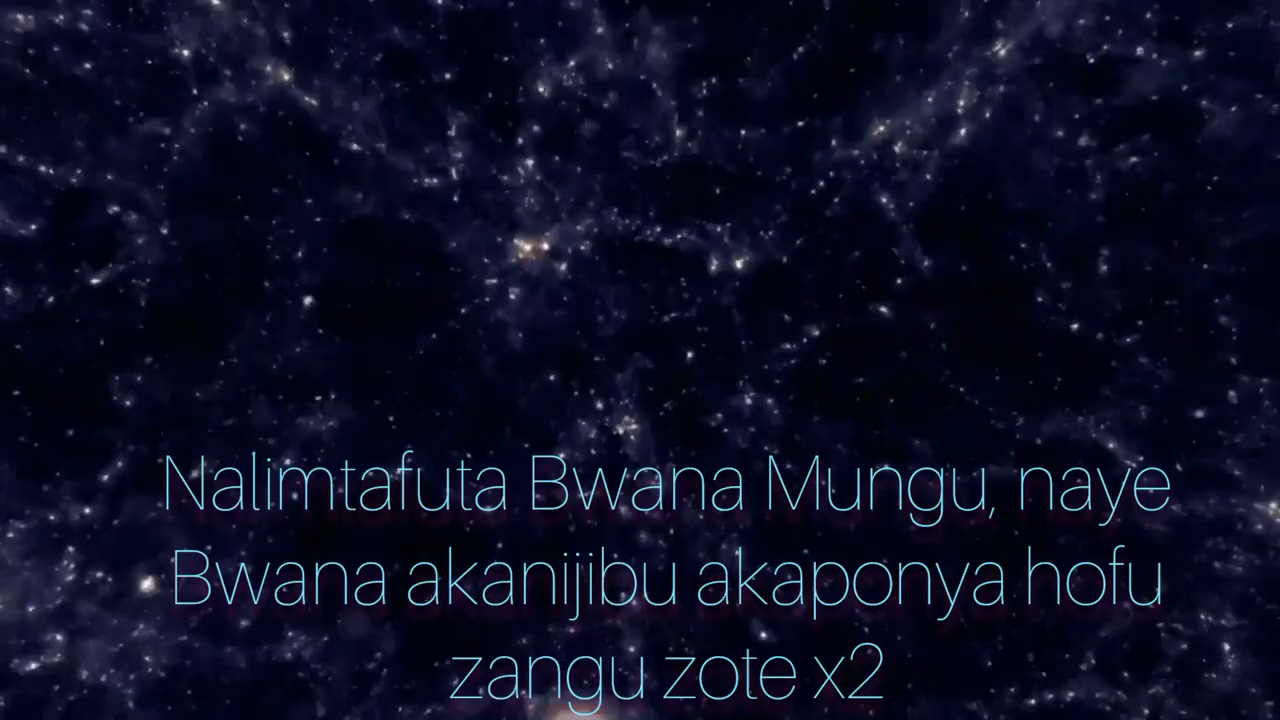 Nalimtafuta Bwana Mungu, naye
Bwana akanijibu akaponya hofu
zangu zote x2